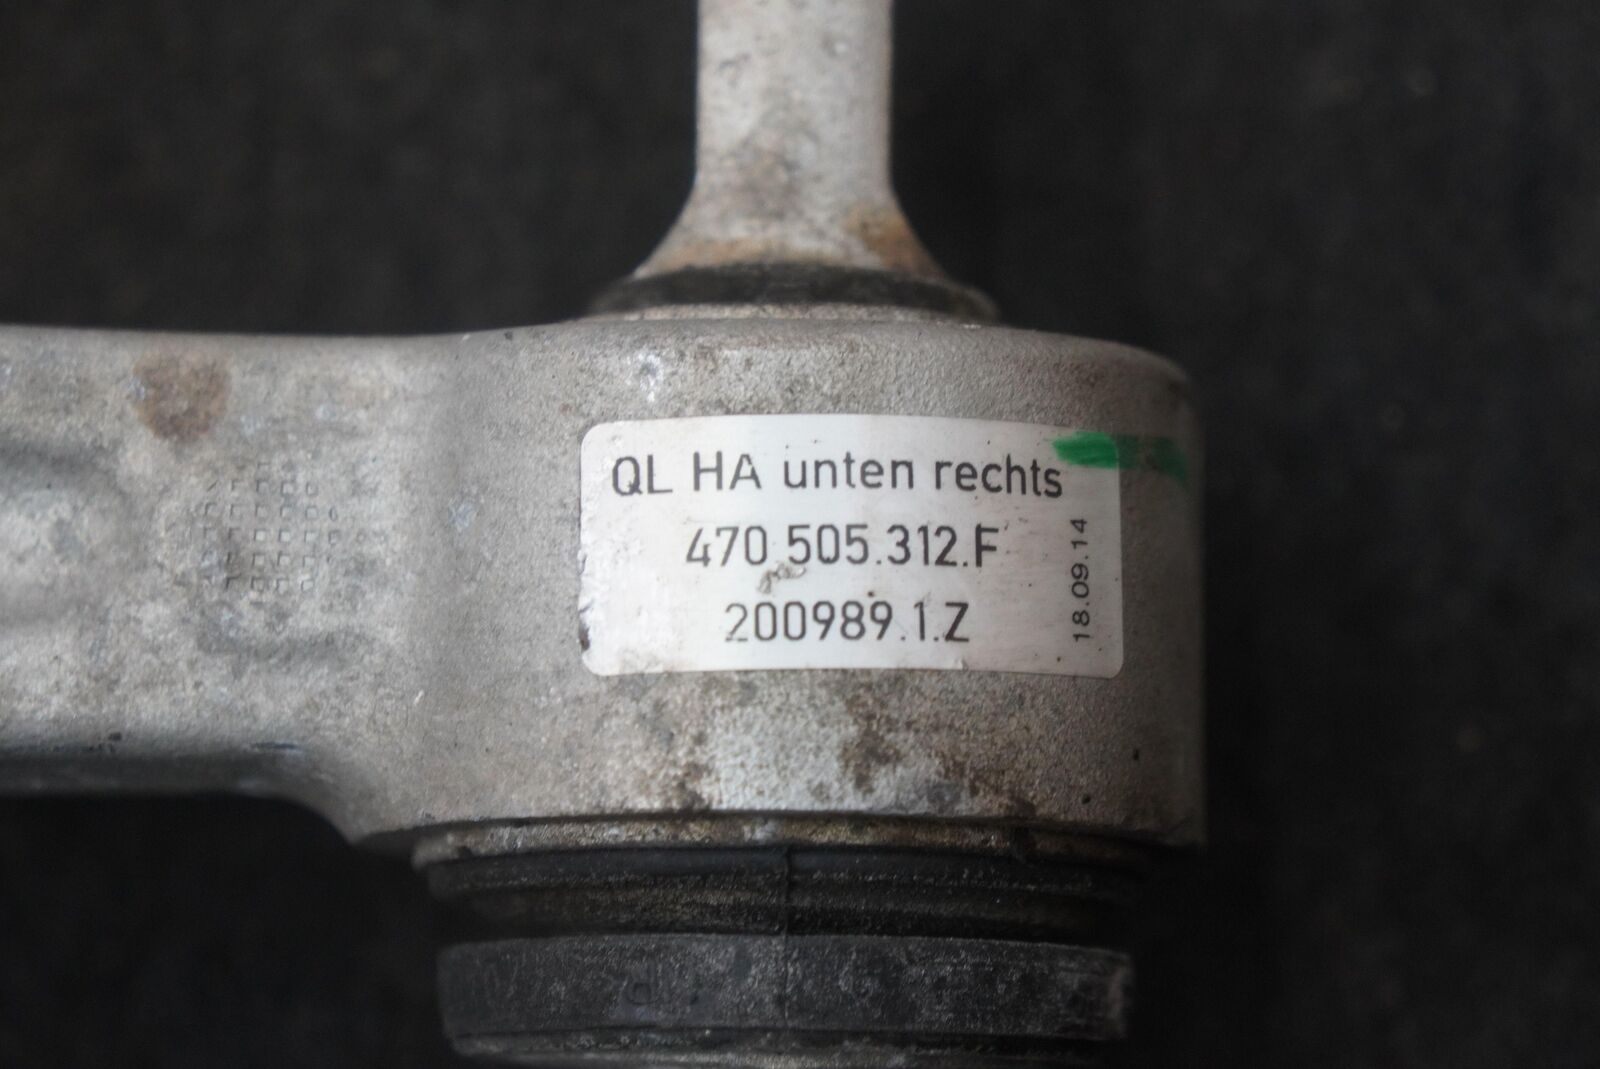 QL HA unten rechts
470.505.312.F
200989.1.Z
18.09.14